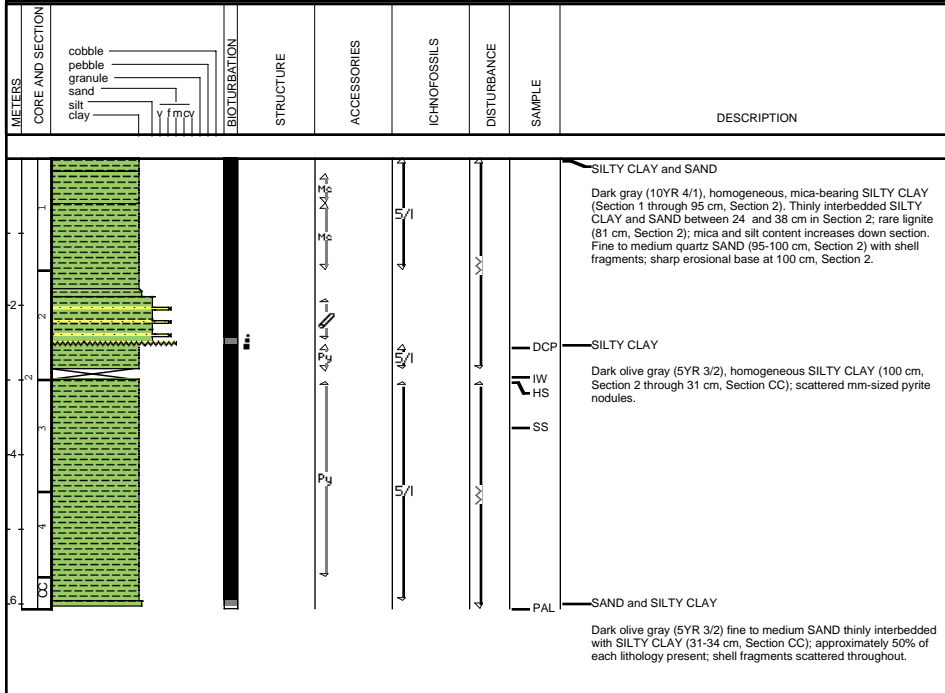 METERS
CORE AND SECTION
cobble
pebble
granule
sand
silt
clay
v f m c v
BIOTURBATION
STRUCTURE
ACCESSORIES
ICHNOFOSSILS
DISTURBANCE
SAMPLE
DESCRIPTION
SILTY CLAY and SAND
Dark gray (10YR 4/1), homogeneous, mica-bearing SILTY CLAY
(Section 1 through 95 cm, Section 2). Thinly interbedded SILTY
CLAY and SAND between 24 and 38 cm in Section 2; rare lignite
(81 cm, Section 2); mica and silt content increases down section.
Fine to medium quartz SAND (95-100 cm, Section 2) with shell
fragments; sharp erosional base at 100 cm, Section 2.
1
Mc
5/1
Mc
2
2
DCP
SILTY CLAY
Py
5/1
Dark olive gray (5YR 3/2), homogeneous SILTY CLAY (100 cm,
Section 2 through 31 cm, Section CC); scattered mm-sized pyrite
nodules.
2
IW
HS
3
SS
4
Py
5/1
4
CC
6
PAL
SAND and SILTY CLAY
Dark olive gray (5YR 3/2) fine to medium SAND thinly interbedded
with SILTY CLAY (31-34 cm, Section CC); approximately 50% of
each lithology present; shell fragments scattered throughout.